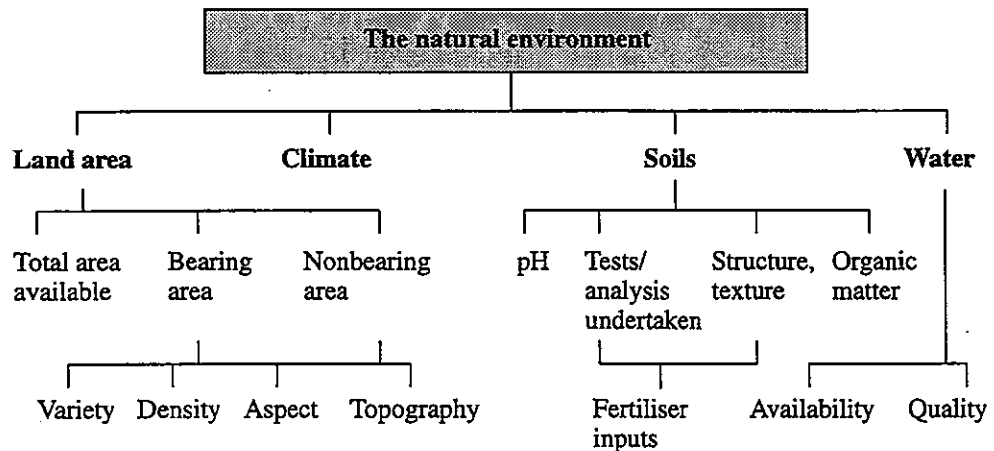 The natural environment
Land area
Climate
Soils
Water
Total area
available
Bearing
area
Nonbearing
area
pH
Tests/
analysis
undertaken
Structure,
texture
Organic
matter
Variety
Density
Aspect
Topography
Fertiliser
inputs
Availability
Quality